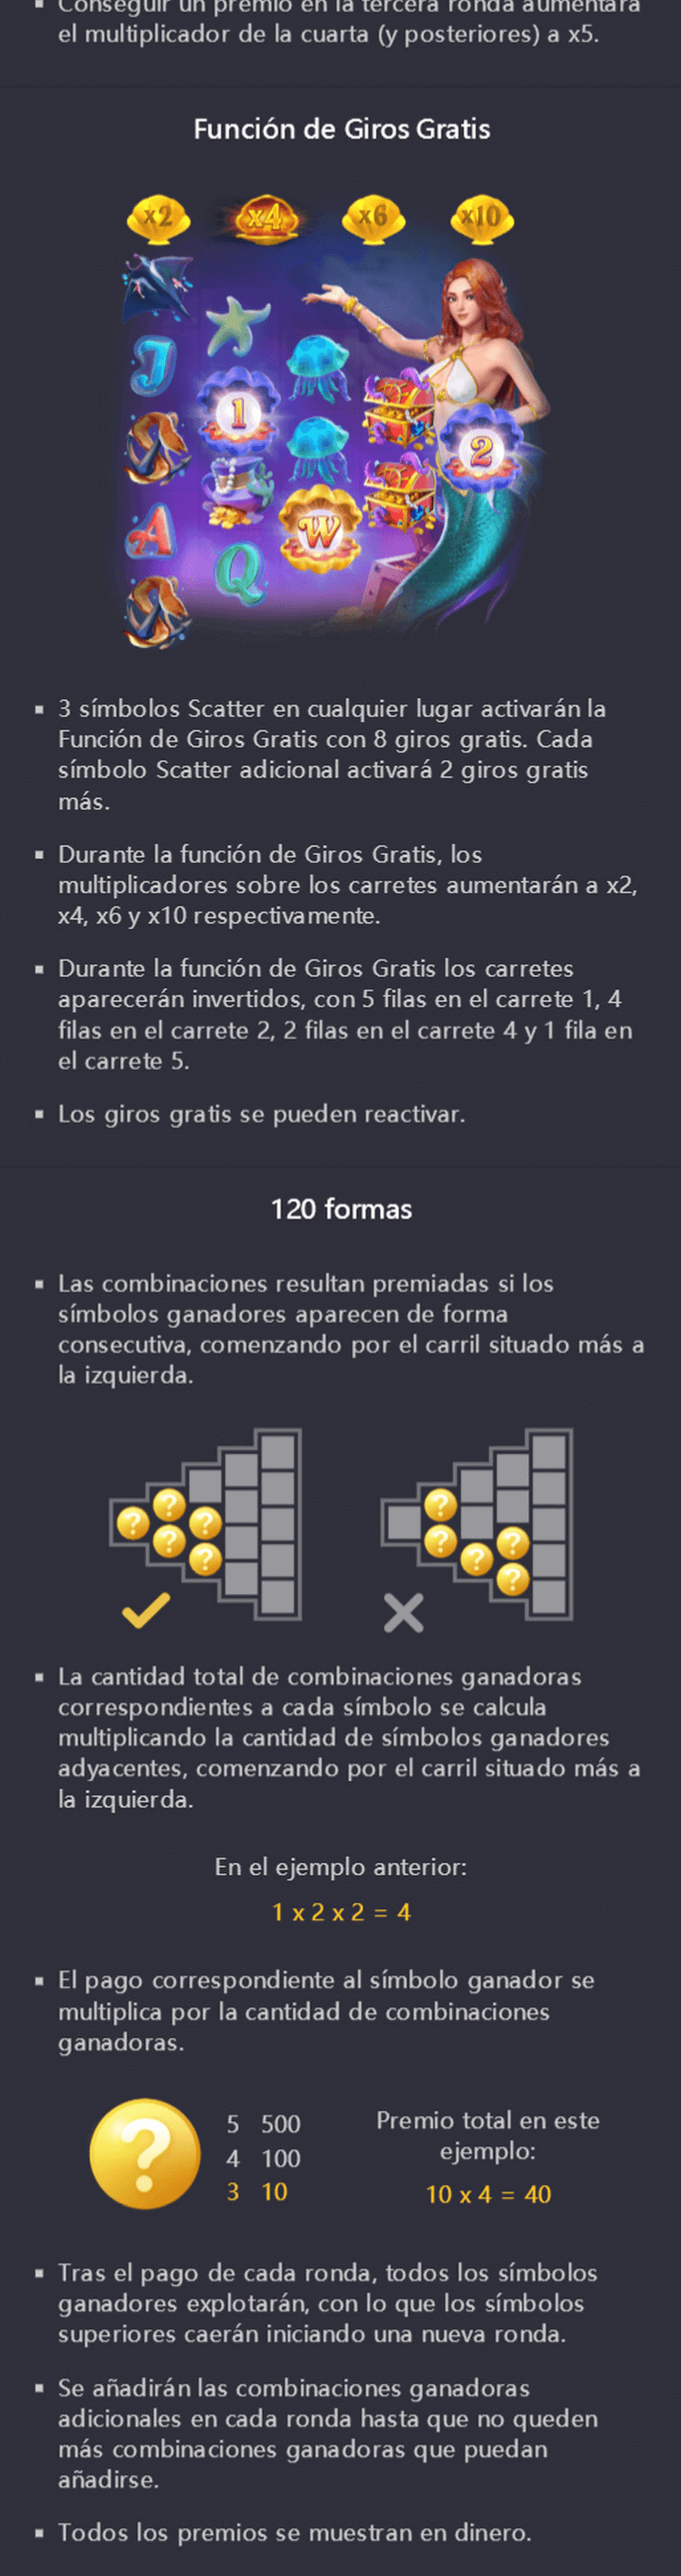 ▪ Conseguir un premio en la tercera ronda aumentará
el multiplicador de la cuarta (y posteriores) a x5.
Función de Giros Gratis
x2 x4 x6 x10
J
1
2
W
A
Q
▪ 3 símbolos Scatter en cualquier lugar activarán la
Función de Giros Gratis con 8 giros gratis. Cada
símbolo Scatter adicional activará 2 giros gratis
más.
▪ Durante la función de Giros Gratis, los
multiplicadores sobre los carretes aumentarán a x2,
x4, x6 y x10 respectivamente.
▪ Durante la función de Giros Gratis los carretes
aparecerán invertidos, con 5 filas en el carrete 1, 4
filas en el carrete 2, 2 filas en el carrete 4 y 1 fila en
el carrete 5.
▪ Los giros gratis se pueden reactivar.
120 formas
▪ Las combinaciones resultan premiadas si los
símbolos ganadores aparecen de forma
consecutiva, comenzando por el carril situado más a
la izquierda.
? ?
? ? ? ? ?
? ? ?
▪ La cantidad total de combinaciones ganadoras
correspondientes a cada símbolo se calcula
multiplicando la cantidad de símbolos ganadores
adyacentes, comenzando por el carril situado más a
la izquierda.
En el ejemplo anterior:
1 x 2 x 2 = 4
▪ El pago correspondiente al símbolo ganador se
multiplica por la cantidad de combinaciones
ganadoras.
?
5 500
4 100
3 10
Premio total en este
ejemplo:
10 x 4 = 40
▪ Tras el pago de cada ronda, todos los símbolos
ganadores explotarán, con lo que los símbolos
superiores caerán iniciando una nueva ronda.
▪ Se añadirán las combinaciones ganadoras
adicionales en cada ronda hasta que no queden
más combinaciones ganadoras que puedan
añadirse.
▪ Todos los premios se muestran en dinero.